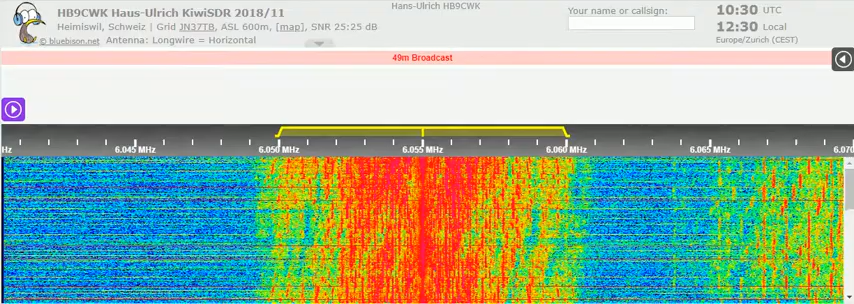 HB9CWK Haus-Ulrich KiwiSDR 2018/11
Heimiswil, Schweiz | Grid JN37TB, ASL 600m, [map], SNR 25:25 dB
© bluebison.net Antenna: Longwire = Horizontal
Hans-Ulrich HB9CWK
Your name or callsign:
10:30 UTC
12:30 Local
Europe/Zurich (CEST)
49m Broadcast
Hz 6.045 MHz 6.050 MHz 6.055 MHz 6.060 MHz 6.065 MHz 6.070